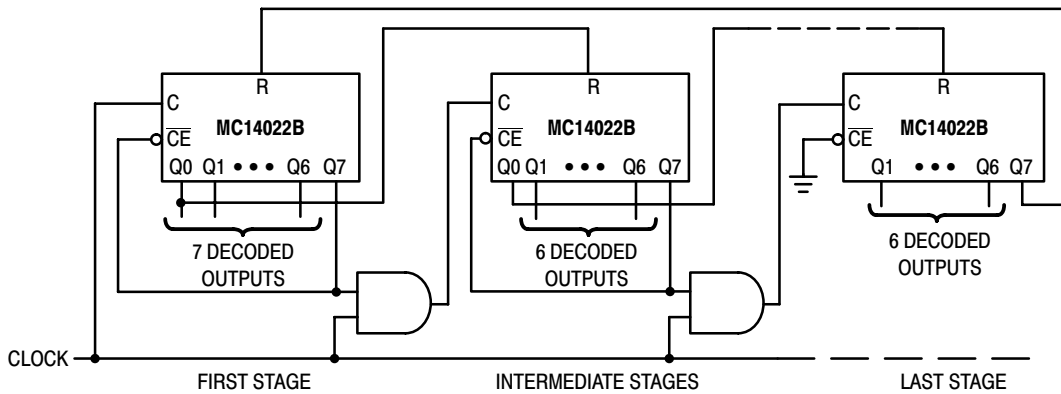 R
C
MC14022B
CE
Q0 Q1 ••• Q6 Q7
7 DECODED
OUTPUTS
R
C
MC14022B
CE
Q0 Q1 ••• Q6 Q7
6 DECODED
OUTPUTS
R
C
MC14022B
CE
Q1 ••• Q6 Q7
6 DECODED
OUTPUTS
CLOCK
FIRST STAGE
INTERMEDIATE STAGES
LAST STAGE